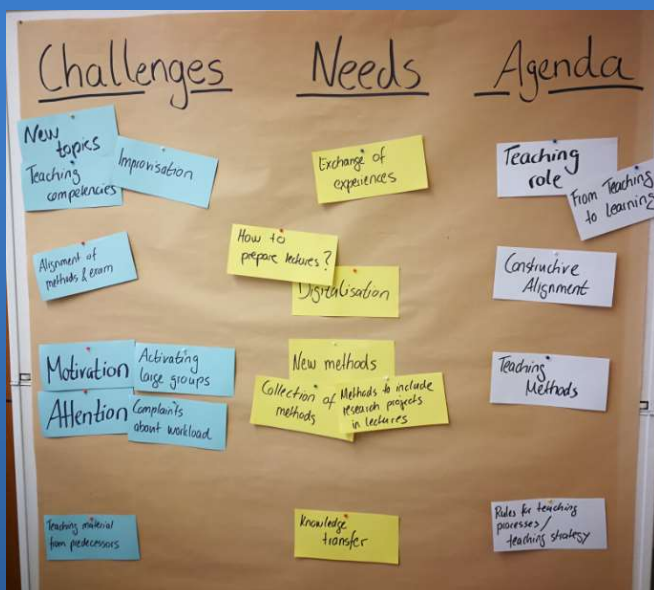 Challenges
Needs
Agenda
New
topics
Teaching
competencies
Improvisation
Alignment of
methods & exam
Motivation
Activating
large groups
Attention
Complaints
about workload
Teaching material
from predecessors
Exchange of
experiences
How to
prepare lectures?
Digitalisation
New methods
Collection of
methods
Methods to include
research projects
in lectures
Knowledge
transfer
Teaching
role
From Teaching
to Learning
Constructive
Alignment
Teaching
Methods
Rules for teaching
processes/
teaching strategy